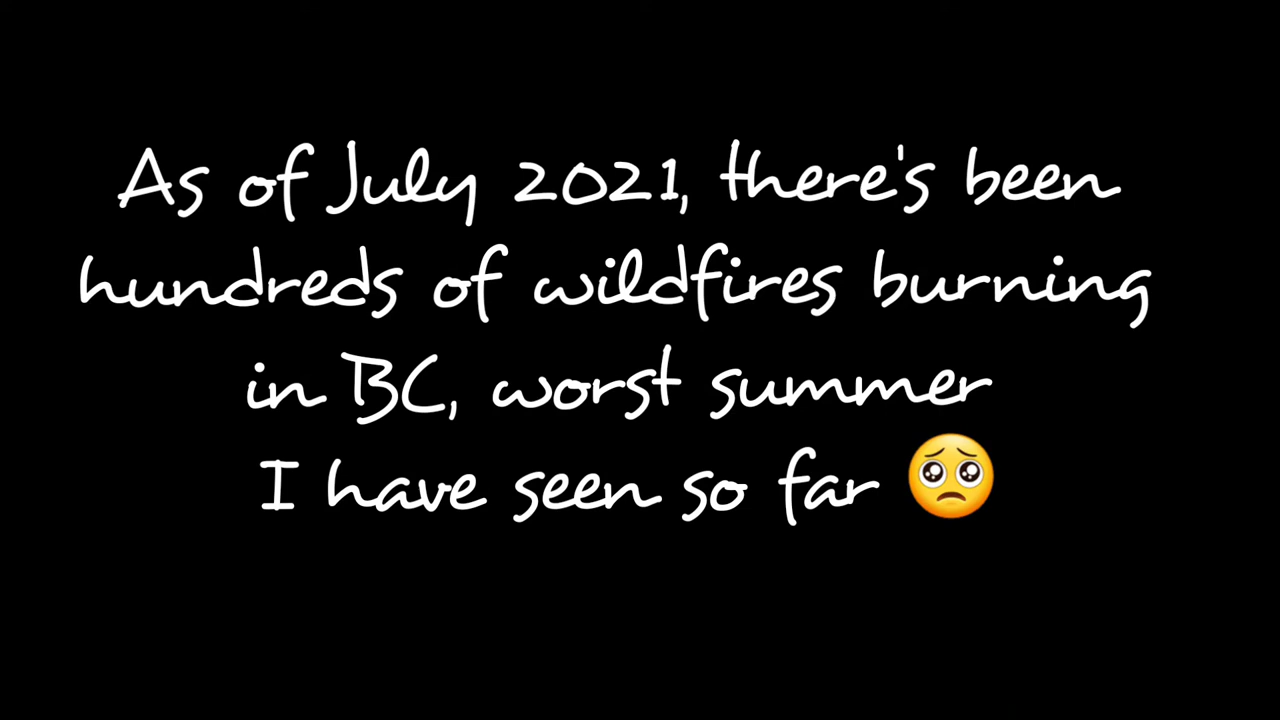 As of July 2021, there's been
hundreds of wildfires burning
in BC, worst summer
I have seen so far 🥺